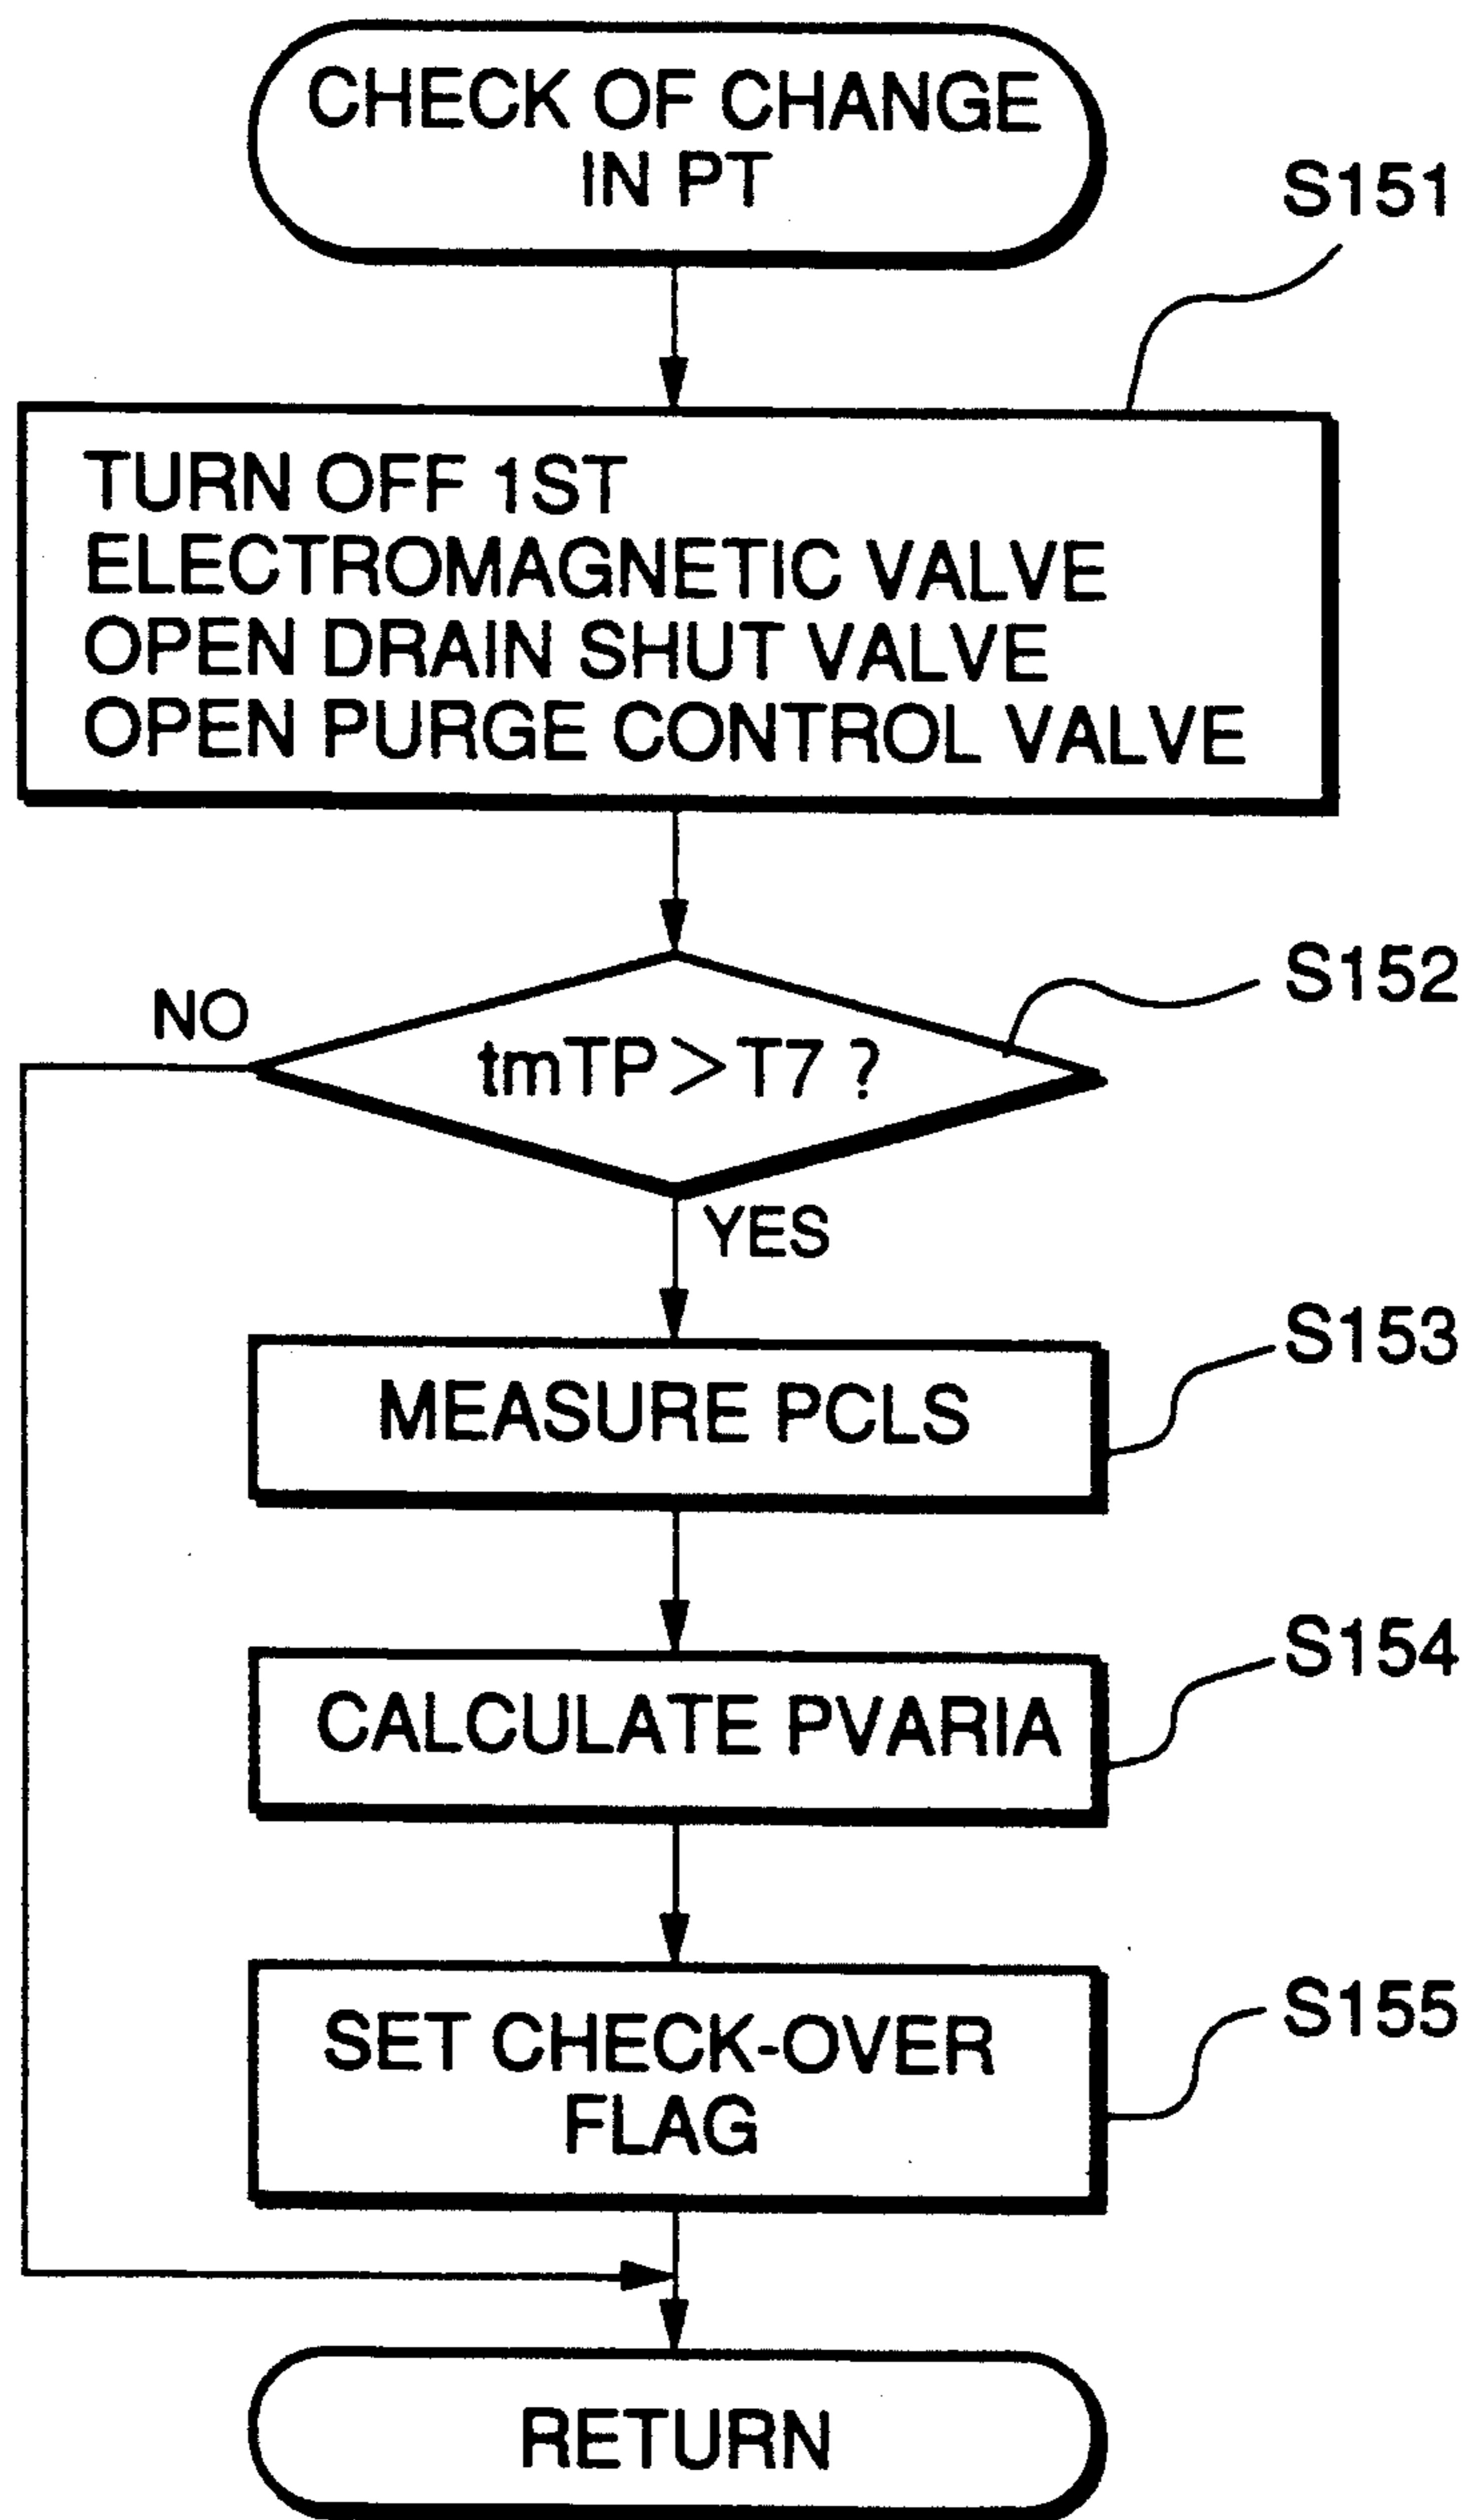 CHECK OF CHANGE
IN PT
S151
TURN OFF 1ST
ELECTROMAGNETIC VALVE
OPEN DRAIN SHUT VALVE
OPEN PURGE CONTROL VALVE
S152
NO
tmTP>T7 ?
YES
S153
MEASURE PCLS
S154
CALCULATE PVARIA
S155
SET CHECK-OVER
FLAG
RETURN